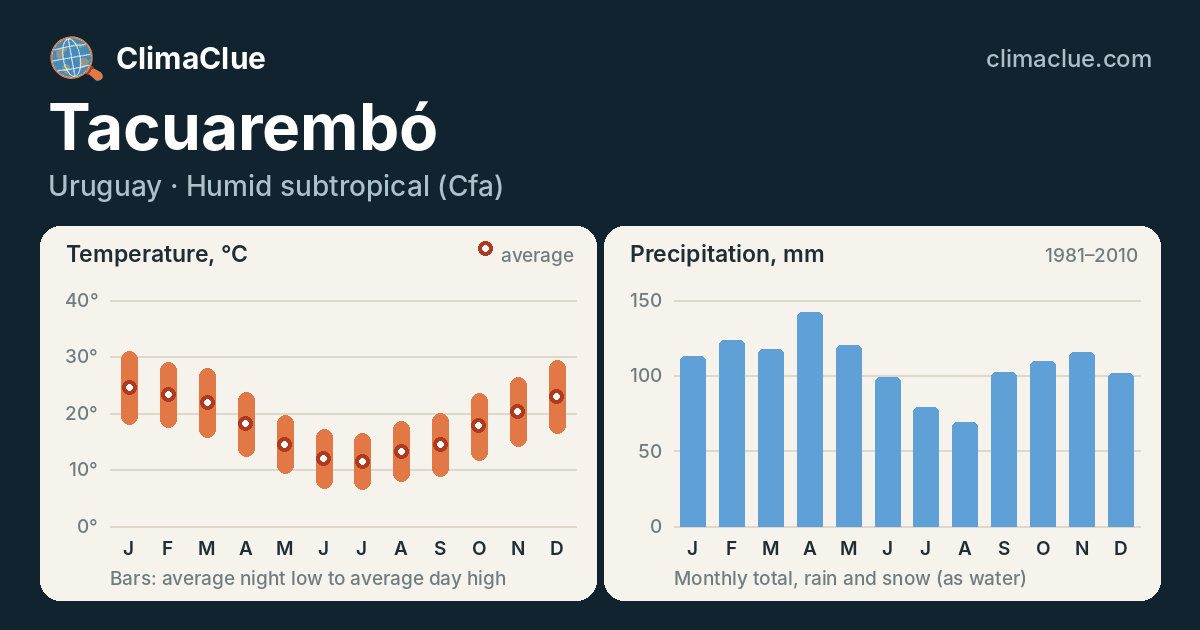 ClimaClue
climaclue.com
Tacuarembó
Uruguay · Humid subtropical (Cfa)
Temperature, °C
average
40°
30°
20°
10°
0°
J F M A M J J A S O N D
Bars: average night low to average day high
Precipitation, mm
1981–2010
150
100
50
0
J F M A M J J A S O N D
Monthly total, rain and snow (as water)